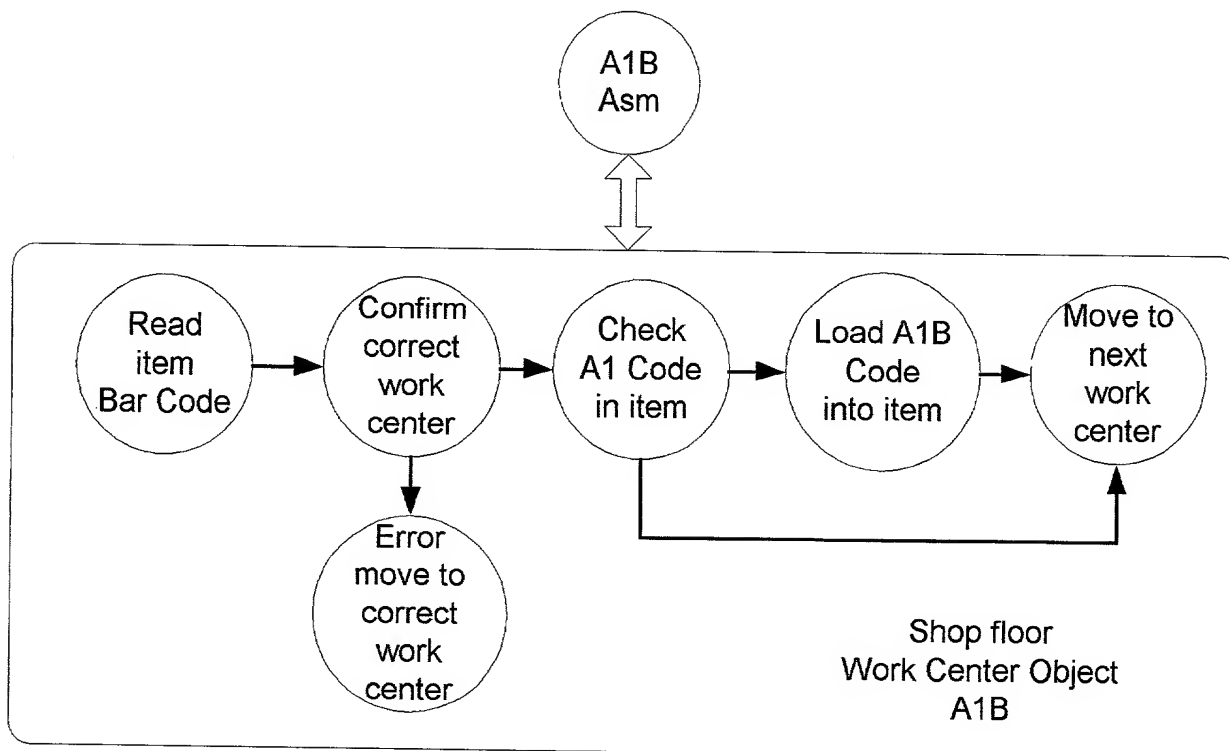 A1B
Asm
Read
item
Bar Code
Confirm
correct
work
center
Check
A1 Code
in item
Load A1B
Code
into item
Move to
next
work
center
Error
move to
correct
work
center
Shop floor
Work Center Object
A1B